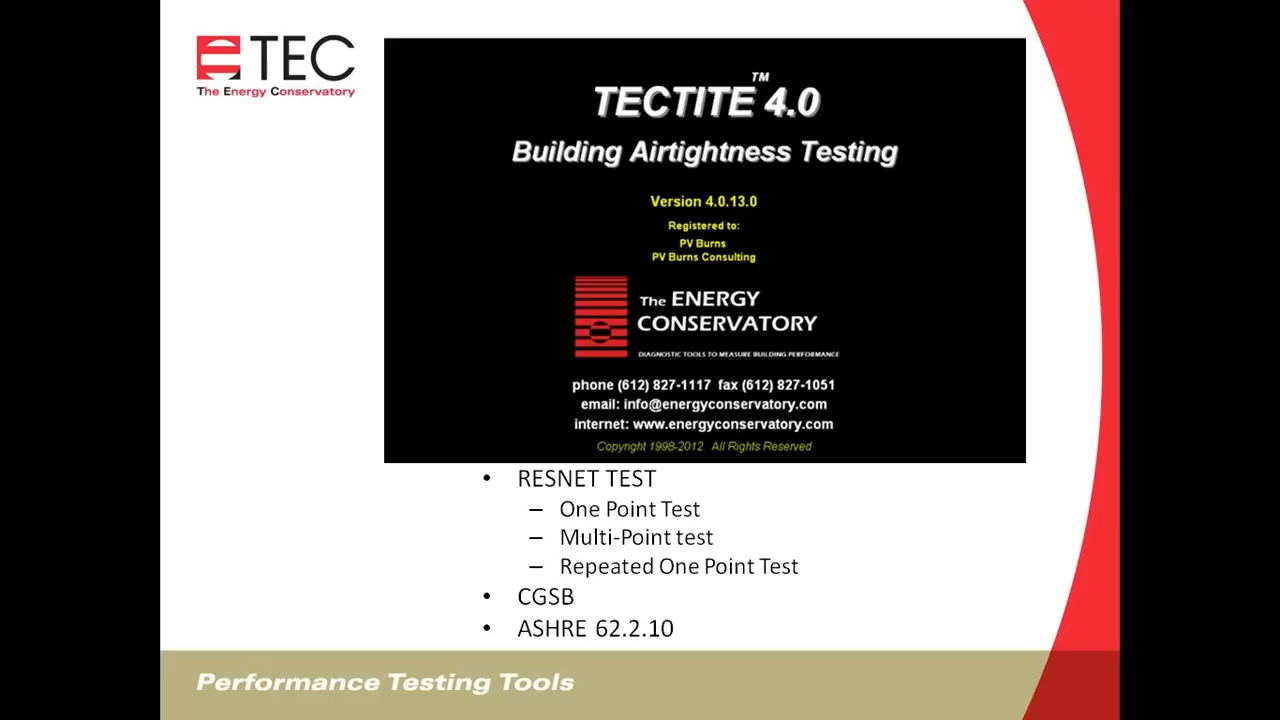 TEC
The Energy Conservatory
TECTITE™ 4.0
Building Airtightness Testing
Version 4.0.13.0
Registered to:
PV Burns
PV Burns Consulting
The ENERGY
CONSERVATORY
DIAGNOSTIC TOOLS TO MEASURE BUILDING PERFORMANCE
phone (612) 827-1117 fax (612) 827-1051
email: info@energyconservatory.com
internet: www.energyconservatory.com
Copyright 1998-2012 All Rights Reserved
• RESNET TEST
– One Point Test
– Multi-Point test
– Repeated One Point Test
• CGSB
• ASHRE 62.2.10
Performance Testing Tools